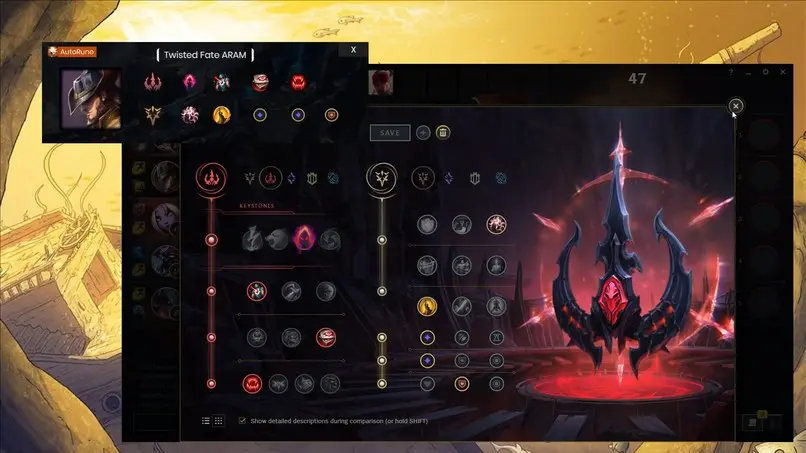 AutoRune
Twisted Fate ARAM
X
47
SAVE
KEYSTONES
Show detailed descriptions during comparison (or hold SHIFT)